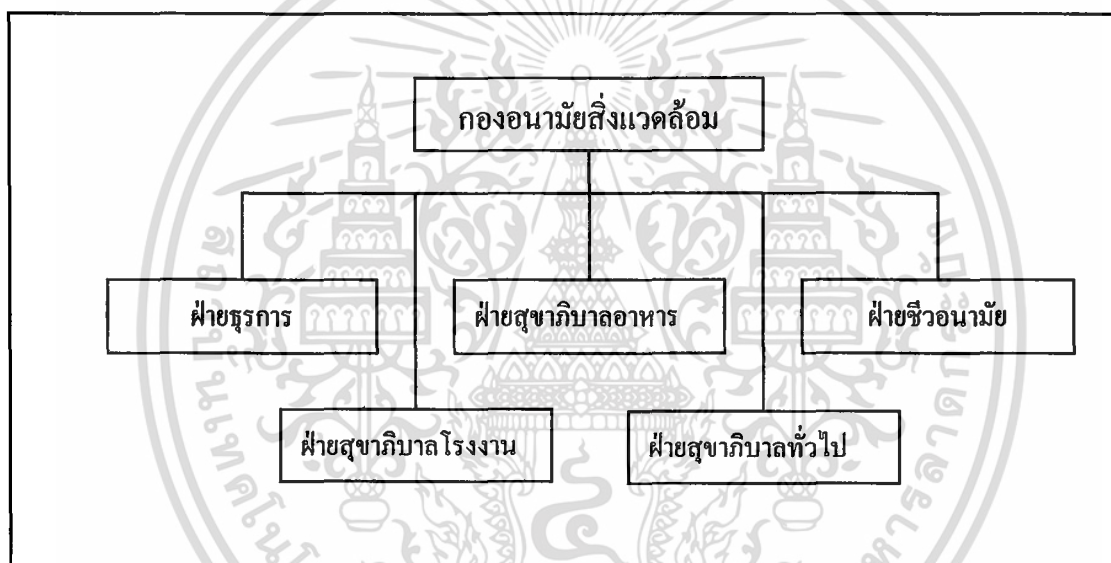 กองอนามัยสิ่งแวดล้อม
ฝ่ายธุรการ
ฝ่ายสุขาภิบาลอาหาร
ฝ่ายชีวอนามัย
ฝ่ายสุขาภิบาลโรงงาน
ฝ่ายสุขาภิบาลทั่วไป